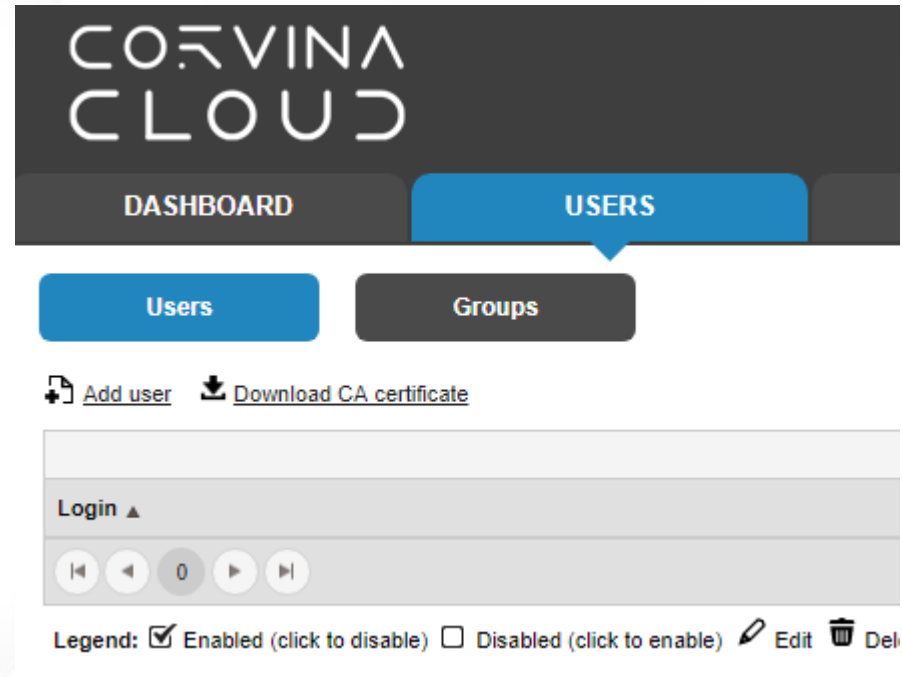 CORVINA
CLOUD
DASHBOARD USERS
Users Groups
Add user Download CA certificate
Login ▲
0
Legend: Enabled (click to disable) Disabled (click to enable) Edit Del